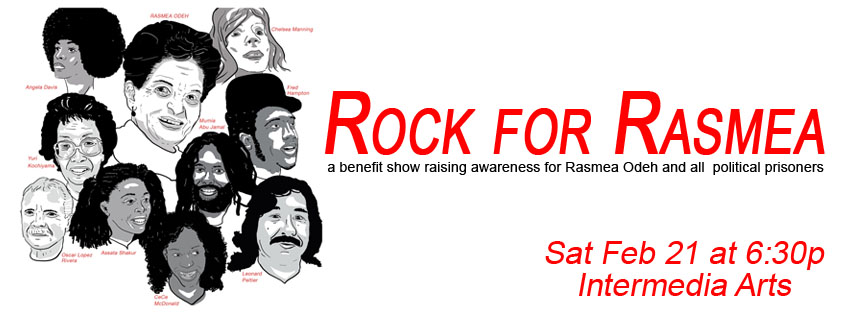 RASMEA ODEH
Chelsea Manning
Angela Davis
Fred
Hampton
Mumia
Abu Jamal
Yuri
Kochiyama
Oscar Lopez
Rivera
Assata Shakur
Leonard
Peltier
CeCe
McDonald
ROCK FOR RASMEA
a benefit show raising awareness for Rasmea Odeh and all political prisoners
Sat Feb 21 at 6:30p
Intermedia Arts